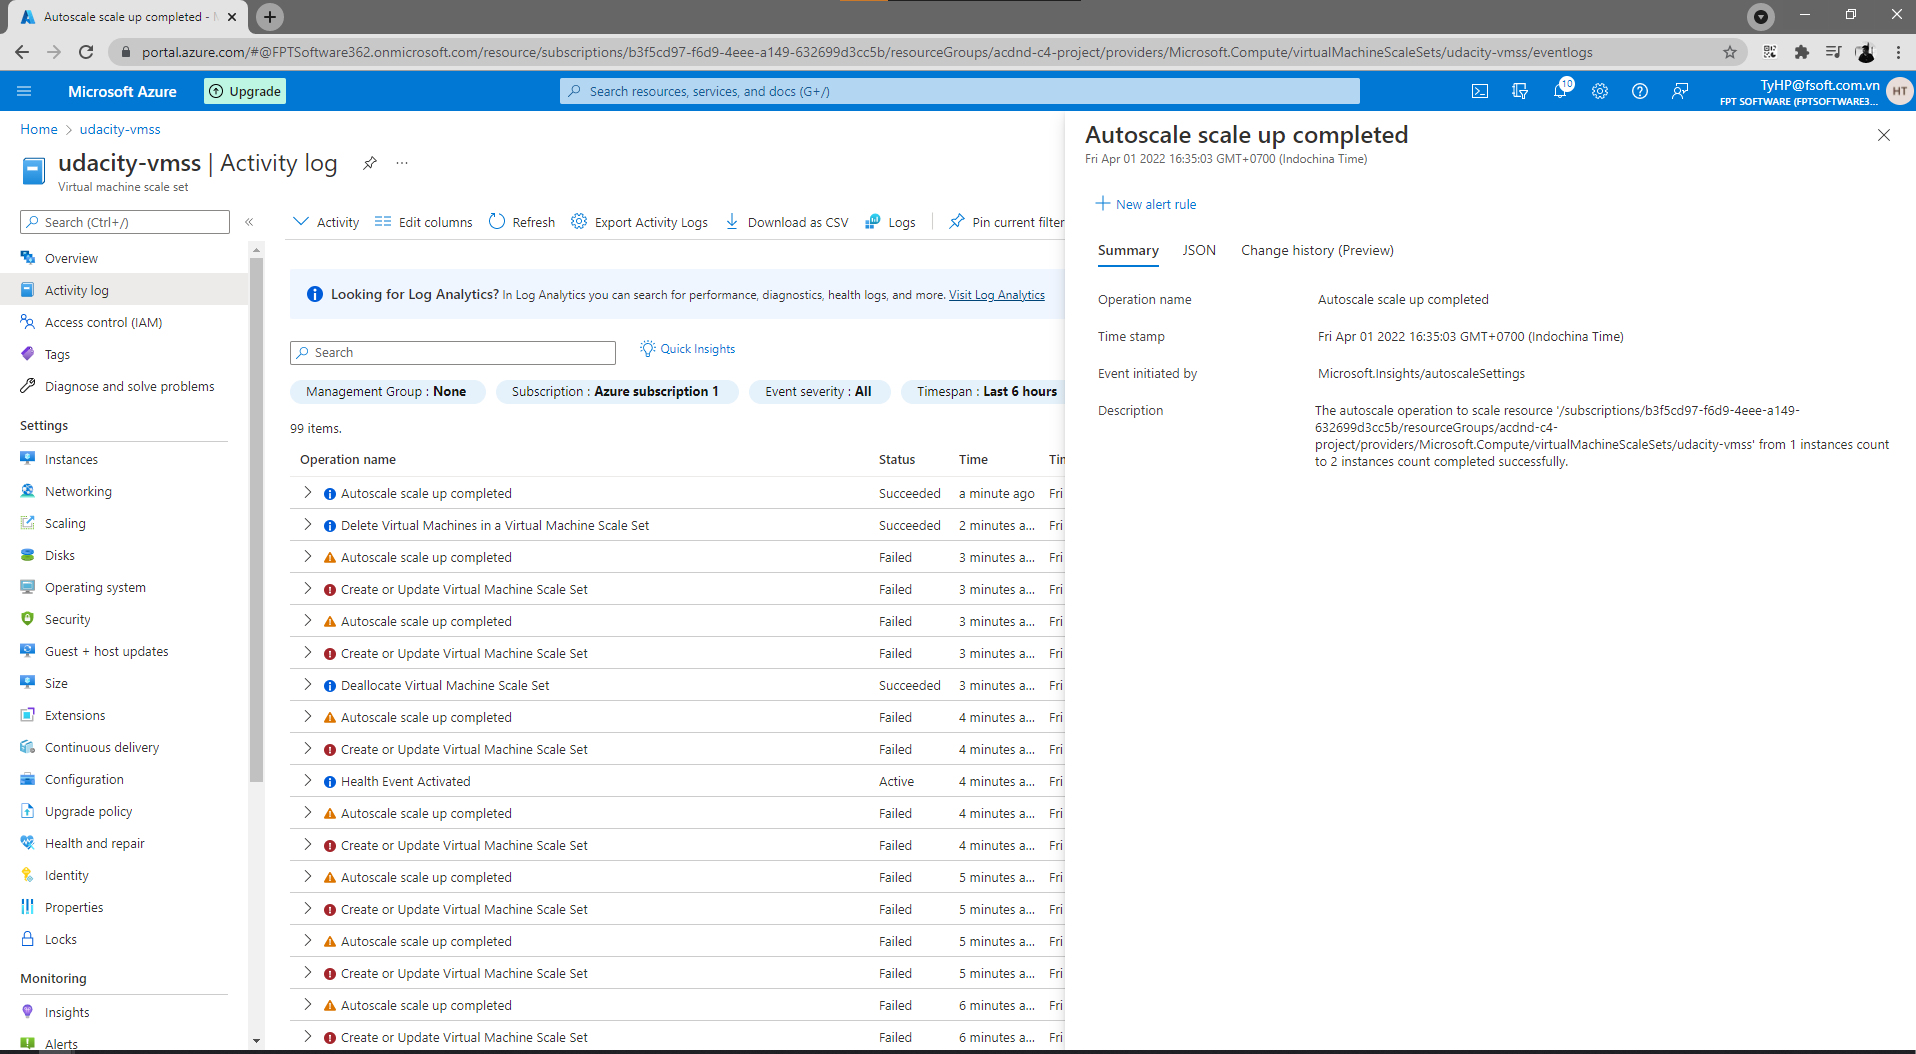 Autoscale scale up completed -
portal.azure.com/#@FPTSoftware362.onmicrosoft.com/resource/subscriptions/b3f5cd97-f6d9-4eee-a149-632699d3cc5b/resourceGroups/acdnd-c4-project/providers/Microsoft.Compute/virtualMachineScaleSets/udacity-vmss/eventlogs
Microsoft Azure
Upgrade
Search resources, services, and docs (G+/)
10
TyHP@fsoft.com.vn
FPT SOFTWARE (FPTSOFTWARE3...
HT
Home > udacity-vmss
udacity-vmss | Activity log
...
Virtual machine scale set
Search (Ctrl+/)
«
Overview
Activity log
Access control (IAM)
Tags
Diagnose and solve problems
Settings
Instances
Networking
Scaling
Disks
Operating system
Security
Guest + host updates
Size
Extensions
Continuous delivery
Configuration
Upgrade policy
Health and repair
Identity
Properties
Locks
Monitoring
Insights
Alerts
Activity
Edit columns
Refresh
Export Activity Logs
Download as CSV
Logs
Pin current filter
Looking for Log Analytics? In Log Analytics you can search for performance, diagnostics, health logs, and more. Visit Log Analytics
Search
Quick Insights
Management Group : None
Subscription : Azure subscription 1
Event severity : All
Timespan : Last 6 hours
99 items.
Operation name Status Time Tin
Autoscale scale up completed Succeeded a minute ago Fri
Delete Virtual Machines in a Virtual Machine Scale Set Succeeded 2 minutes a... Fri
Autoscale scale up completed Failed 3 minutes a... Fri
Create or Update Virtual Machine Scale Set Failed 3 minutes a... Fri
Autoscale scale up completed Failed 3 minutes a... Fri
Create or Update Virtual Machine Scale Set Failed 3 minutes a... Fri
Deallocate Virtual Machine Scale Set Succeeded 3 minutes a... Fri
Autoscale scale up completed Failed 4 minutes a... Fri
Create or Update Virtual Machine Scale Set Failed 4 minutes a... Fri
Health Event Activated Active 4 minutes a... Fri
Autoscale scale up completed Failed 4 minutes a... Fri
Create or Update Virtual Machine Scale Set Failed 4 minutes a... Fri
Autoscale scale up completed Failed 5 minutes a... Fri
Create or Update Virtual Machine Scale Set Failed 5 minutes a... Fri
Autoscale scale up completed Failed 5 minutes a... Fri
Create or Update Virtual Machine Scale Set Failed 5 minutes a... Fri
Autoscale scale up completed Failed 6 minutes a... Fri
Create or Update Virtual Machine Scale Set Failed 6 minutes a... Fri
Autoscale scale up completed
Fri Apr 01 2022 16:35:03 GMT+0700 (Indochina Time)
New alert rule
Summary JSON Change history (Preview)
Operation name Autoscale scale up completed
Time stamp Fri Apr 01 2022 16:35:03 GMT+0700 (Indochina Time)
Event initiated by Microsoft.Insights/autoscaleSettings
Description The autoscale operation to scale resource '/subscriptions/b3f5cd97-f6d9-4eee-a149-
632699d3cc5b/resourceGroups/acdnd-c4-
project/providers/Microsoft.Compute/virtualMachineScaleSets/udacity-vmss' from 1 instances count
to 2 instances count completed successfully.